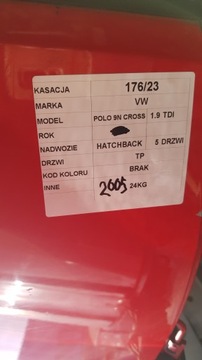 KASACJA 176/23
MARKA VW
MODEL POLO 9N CROSS 1.9 TDI
ROK
NADWOZIE HATCHBACK 5 DRZWI
DRZWI TP
KOD KOLORU BRAK
INNE 2005 24KG